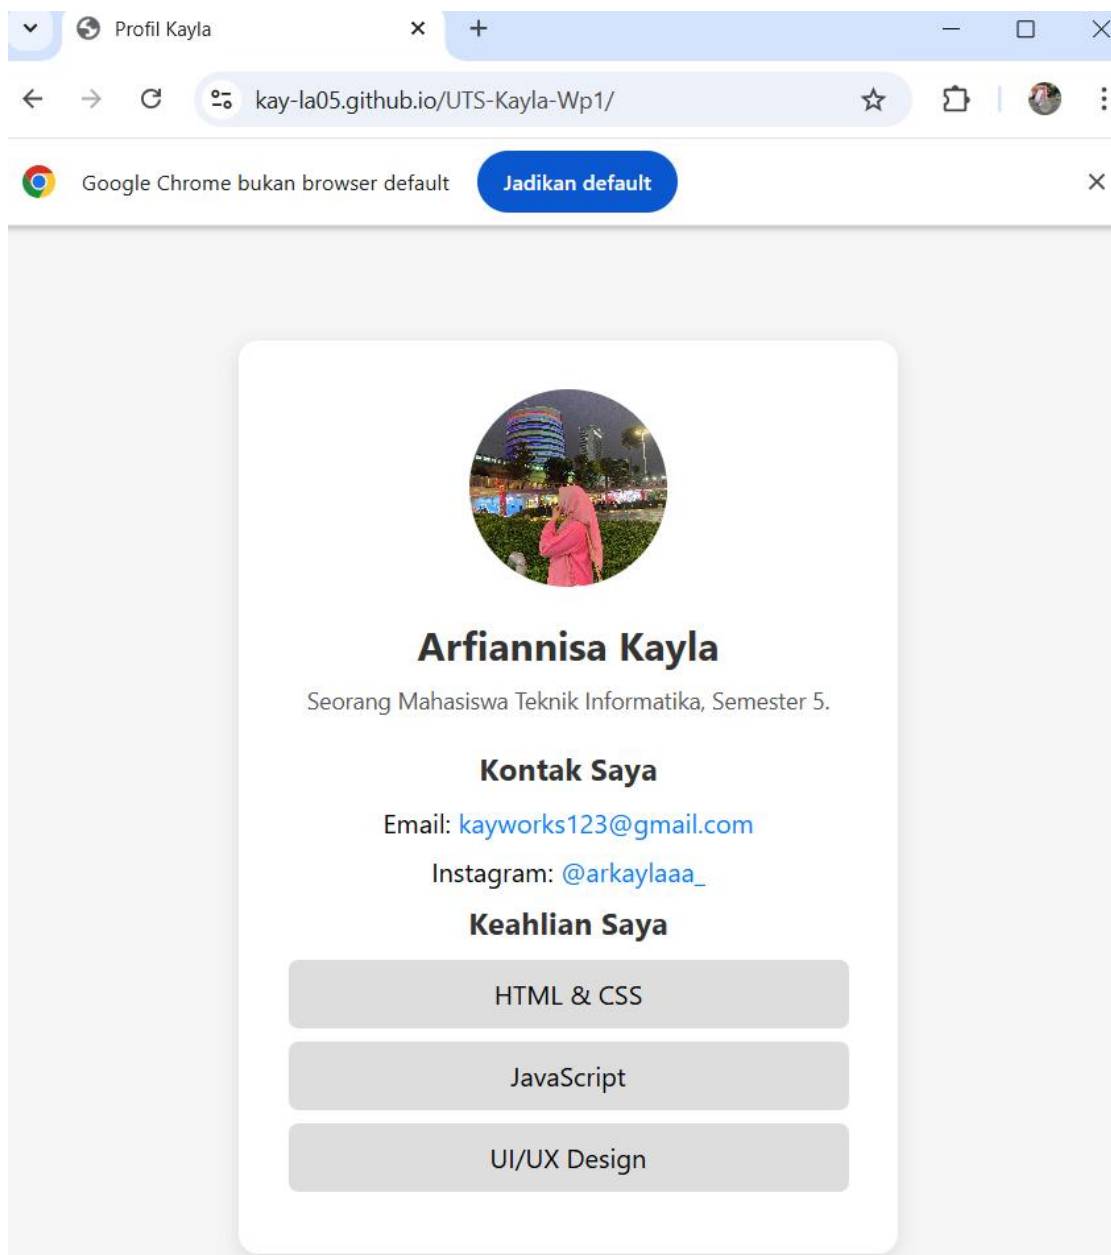 Profil Kayla
kay-la05.github.io/UTS-Kayla-Wp1/
Google Chrome bukan browser default Jadikan default
Arfiannisa Kayla
Seorang Mahasiswa Teknik Informatika, Semester 5.
Kontak Saya
Email: kayworks123@gmail.com
Instagram: @arkaylaaa_
Keahlian Saya
HTML & CSS
JavaScript
UI/UX Design